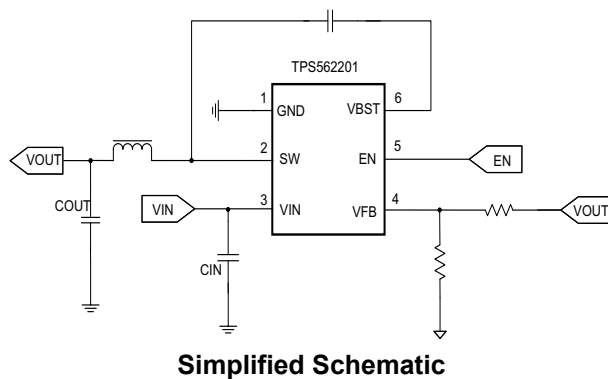 TPS562201
1
GND
VBST
6
VOUT
2
SW
EN
5
EN
COUT
VIN
3
VIN
VFB
4
VOUT
CIN
Simplified Schematic